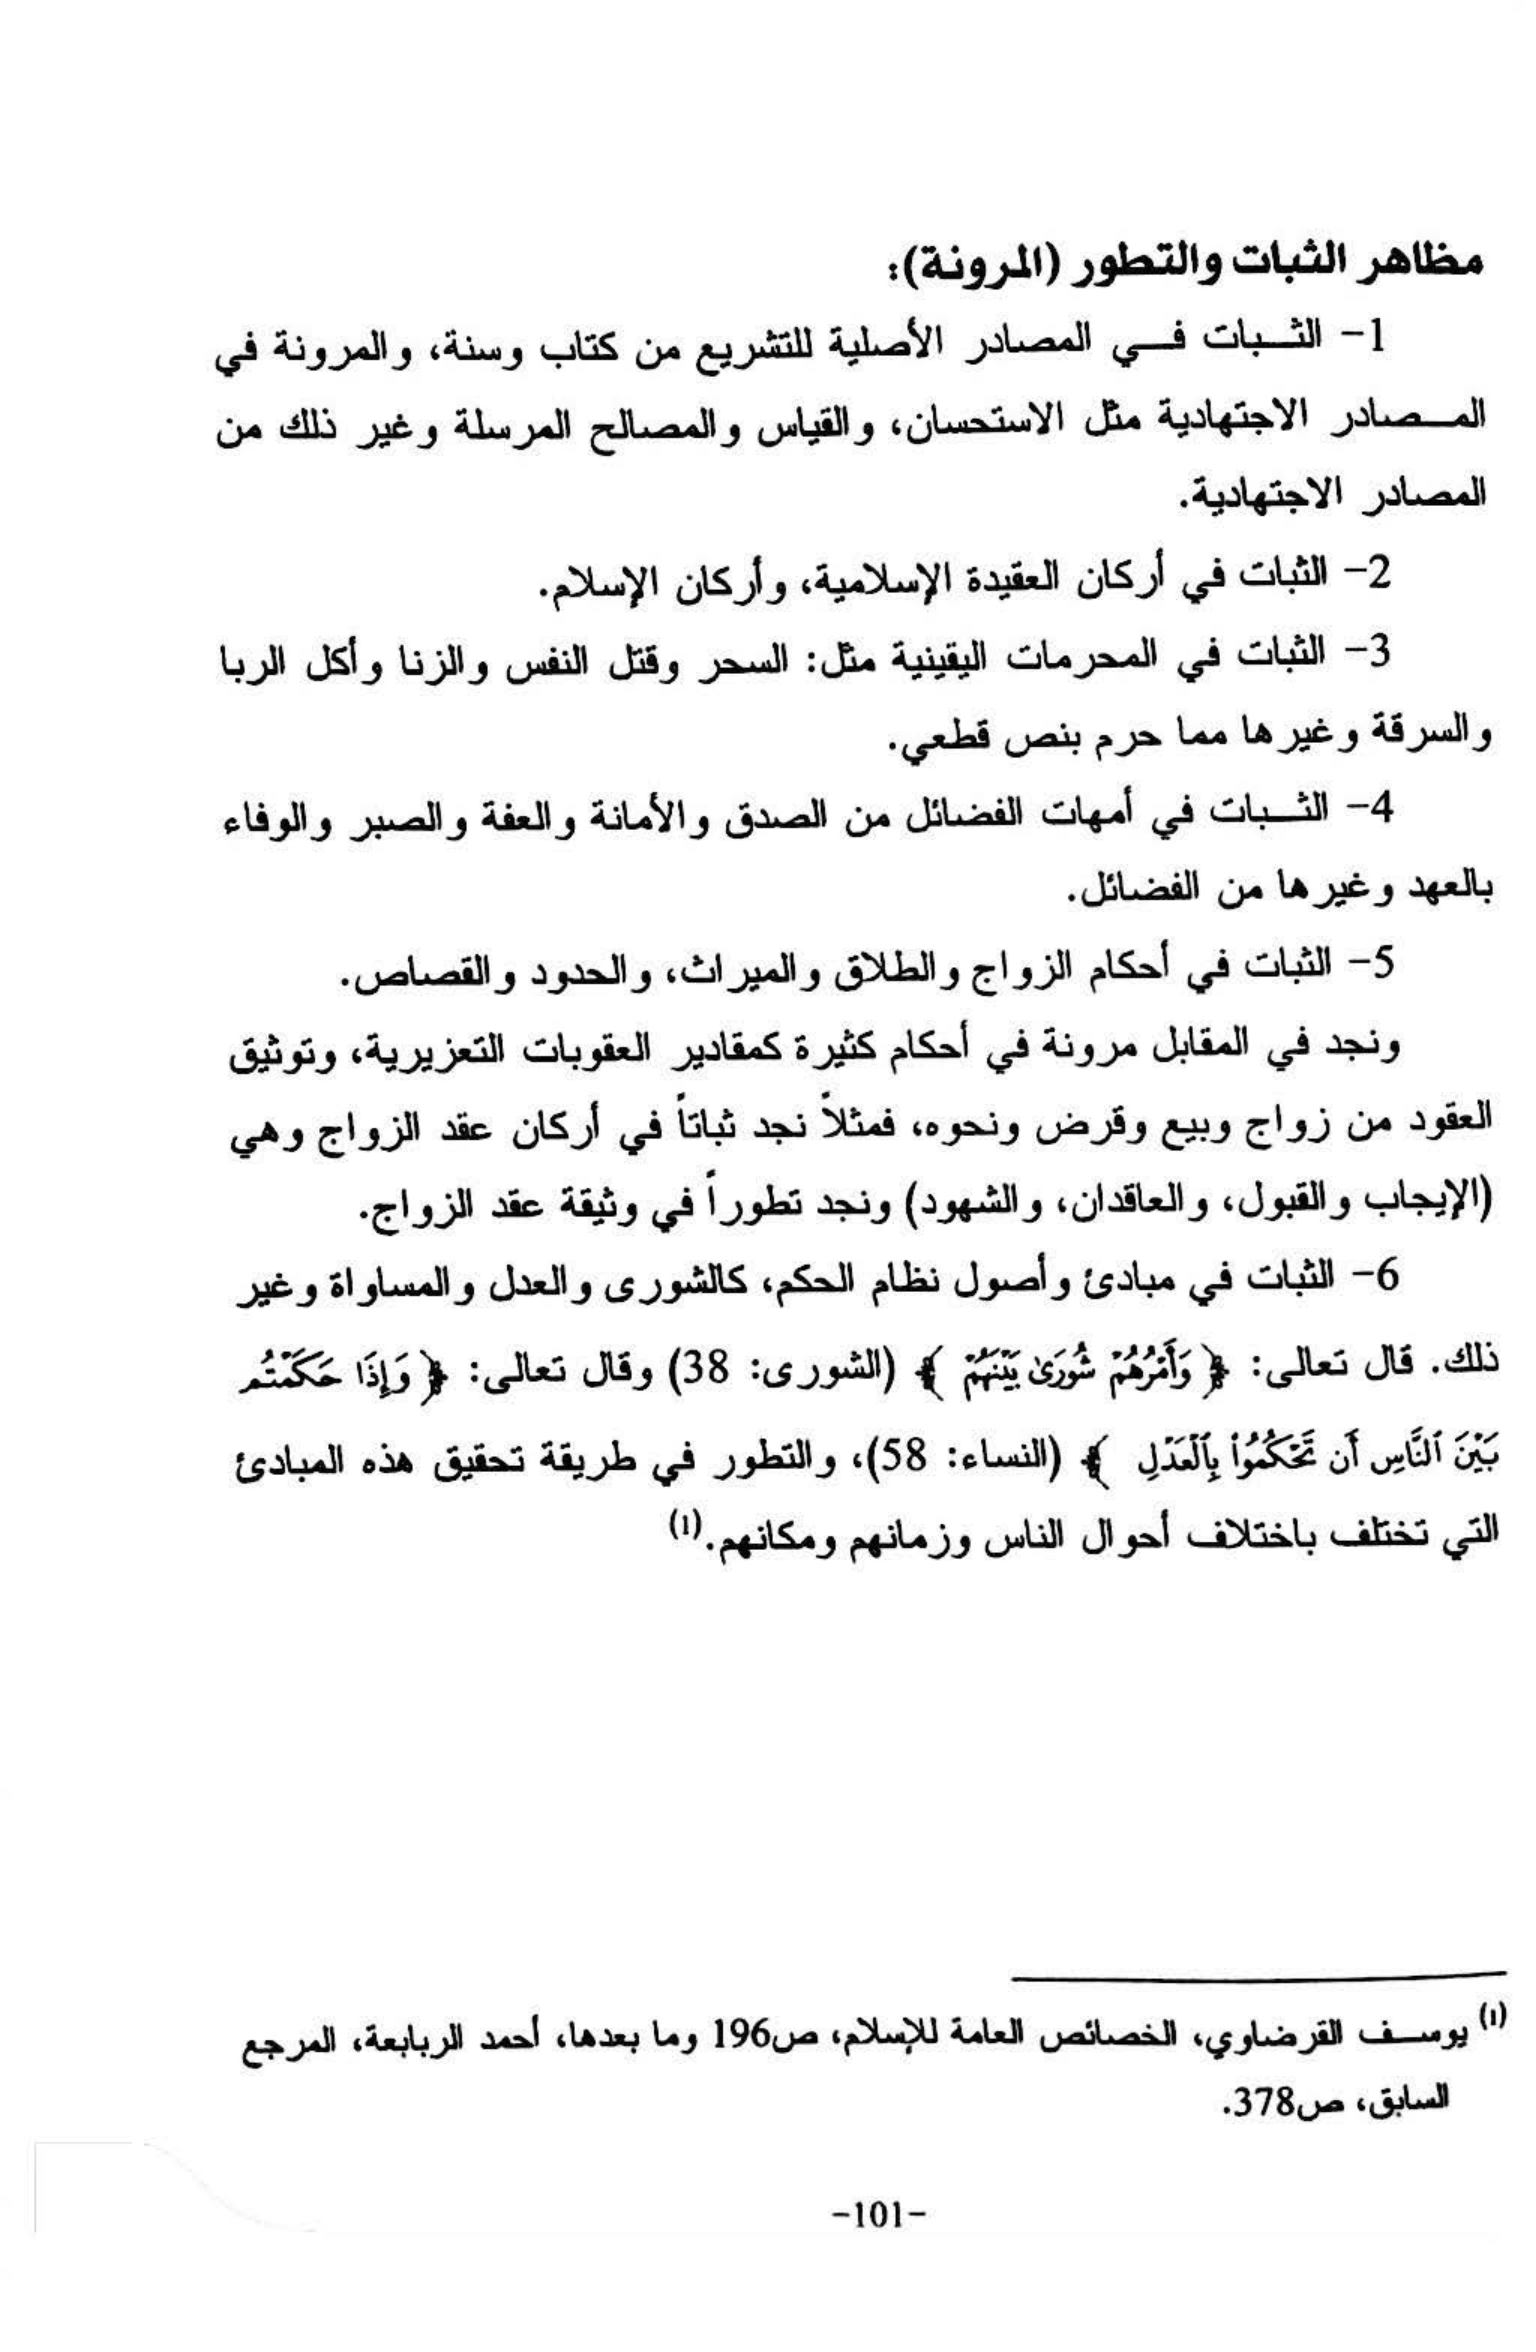 مظاهر الثبات والتطور (المرونة):
1- الثبات في المصادر الأصلية للتشريع من كتاب وسنة، والمرونة في
المصادر الاجتهادية مثل الاستحسان، والقياس والمصالح المرسلة وغير ذلك من
المصادر الاجتهادية.
2- الثبات في أركان العقيدة الإسلامية، وأركان الإسلام.
3- الثبات في المحرمات اليقينية مثل: السحر وقتل النفس والزنا وأكل الربا
والسرقة وغيرها مما حرم بنص قطعي.
4- الثبات في أمهات الفضائل من الصدق والأمانة والعفة والصبر والوفاء
بالعهد وغيرها من الفضائل.
5- الثبات في أحكام الزواج والطلاق والميراث، والحدود والقصاص.
ونجد في المقابل مرونة في أحكام كثيرة كمقادير العقوبات التعزيرية، وتوثيق
العقود من زواج وبيع وقرض ونحوه، فمثلاً نجد ثباتاً في أركان عقد الزواج وهي
(الإيجاب والقبول، والعاقدان، والشهود) ونجد تطوراً في وثيقة عقد الزواج.
6- الثبات في مبادئ وأصول نظام الحكم، كالشورى والعدل والمساواة وغير
ذلك. قال تعالى: ﴿ وَأَمْرُهُمْ شُورَىٰ بَيْنَهُمْ ﴾ (الشورى: 38) وقال تعالى: ﴿ وَإِذَا حَكَمْتُم
بَيْنَ ٱلنَّاسِ أَن تَحْكُمُوا۟ بِٱلْعَدْلِ ﴾ (النساء: 58)، والتطور في طريقة تحقيق هذه المبادئ
التي تختلف باختلاف أحوال الناس وزمانهم ومكانهم.(١)
(١) يوسف القرضاوي، الخصائص العامة للإسلام، ص196 وما بعدها، أحمد الربابعة، المرجع
السابق، ص378.
-101-